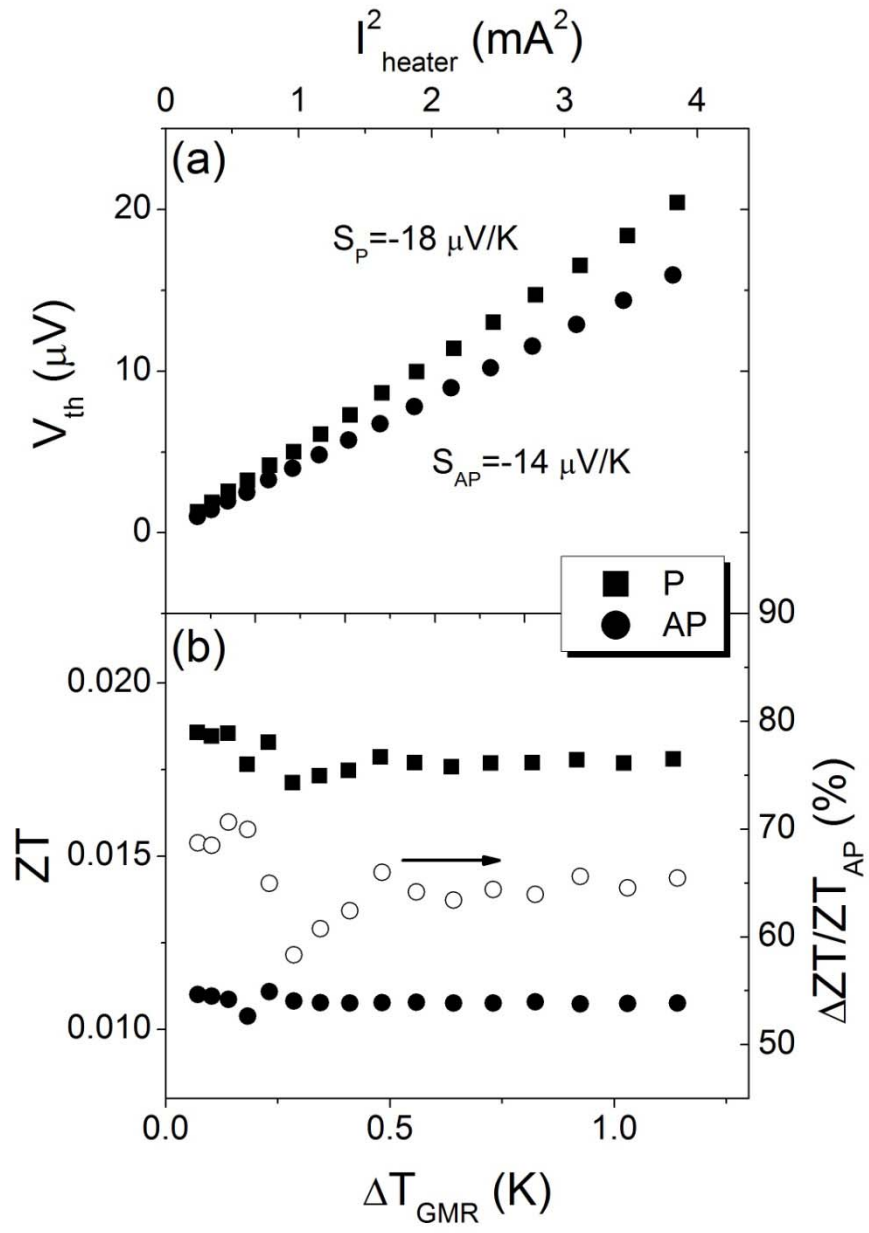 I²heater (mA²)
0 1 2 3 4
(a)
20
10
0
Vth (μV)
SP=-18 μV/K
SAP=-14 μV/K
P
AP
(b)
0.020
0.015
0.010
ZT
90
80
70
60
50
ΔZT/ZTAP (%)
0.0 0.5 1.0
ΔTGMR (K)